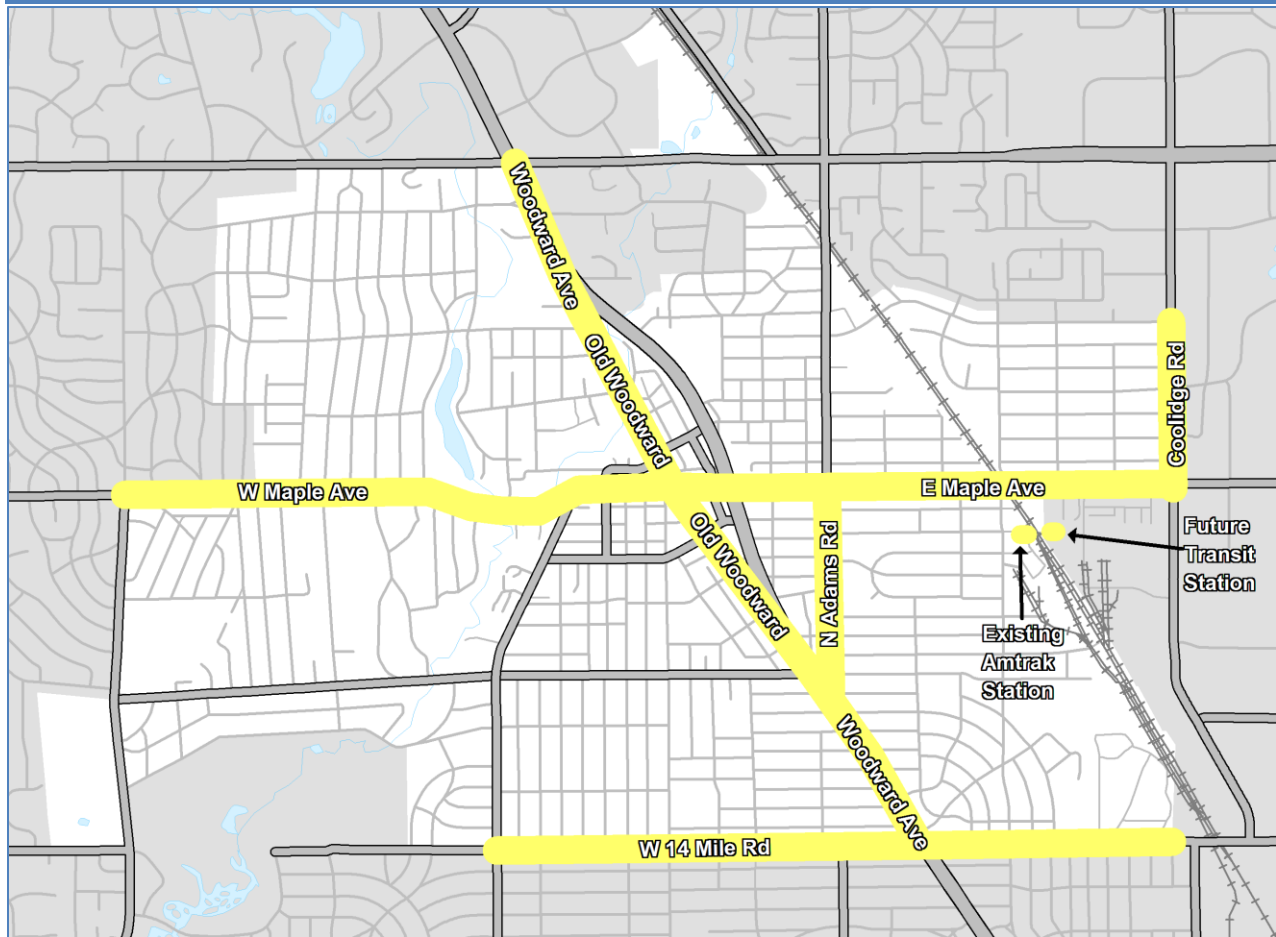 Woodward Ave
Old Woodward
Coolidge Rd
W Maple Ave
E Maple Ave
Old Woodward
N Adams Rd
Future
Transit
Station
Existing
Amtrak
Station
Woodward Ave
W 14 Mile Rd